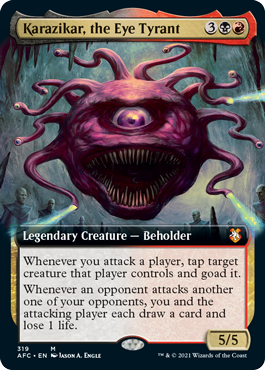 Karazikar, the Eye Tyrant 3
Legendary Creature — Beholder
Whenever you attack a player, tap target
creature that player controls and goad it.
Whenever an opponent attacks another
one of your opponents, you and the
attacking player each draw a card and
lose 1 life.
5/5
319 M
AFC • EN JASON A. ENGLE
™ & © 2021 Wizards of the Coast